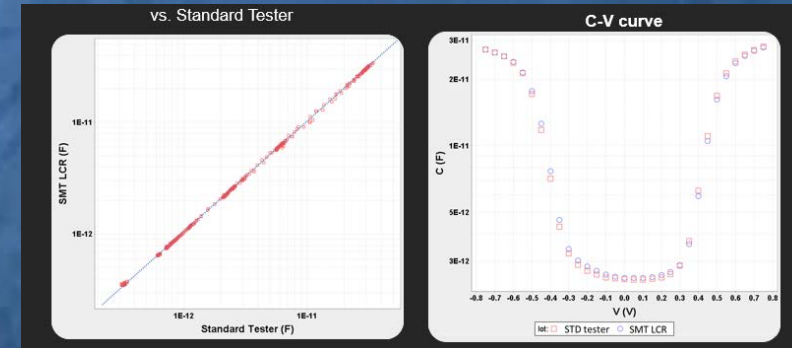 vs. Standard Tester
SMT LCR (F)
1E-11
1E-12
1E-12
1E-11
Standard Tester (F)
C-V curve
C (F)
3E-11
2E-11
1E-11
5E-12
3E-12
-0.8 -0.7 -0.6 -0.5 -0.4 -0.3 -0.2 -0.1 0.0 0.1 0.2 0.3 0.4 0.5 0.6 0.7 0.8
V (V)
lot: STD tester SMT LCR